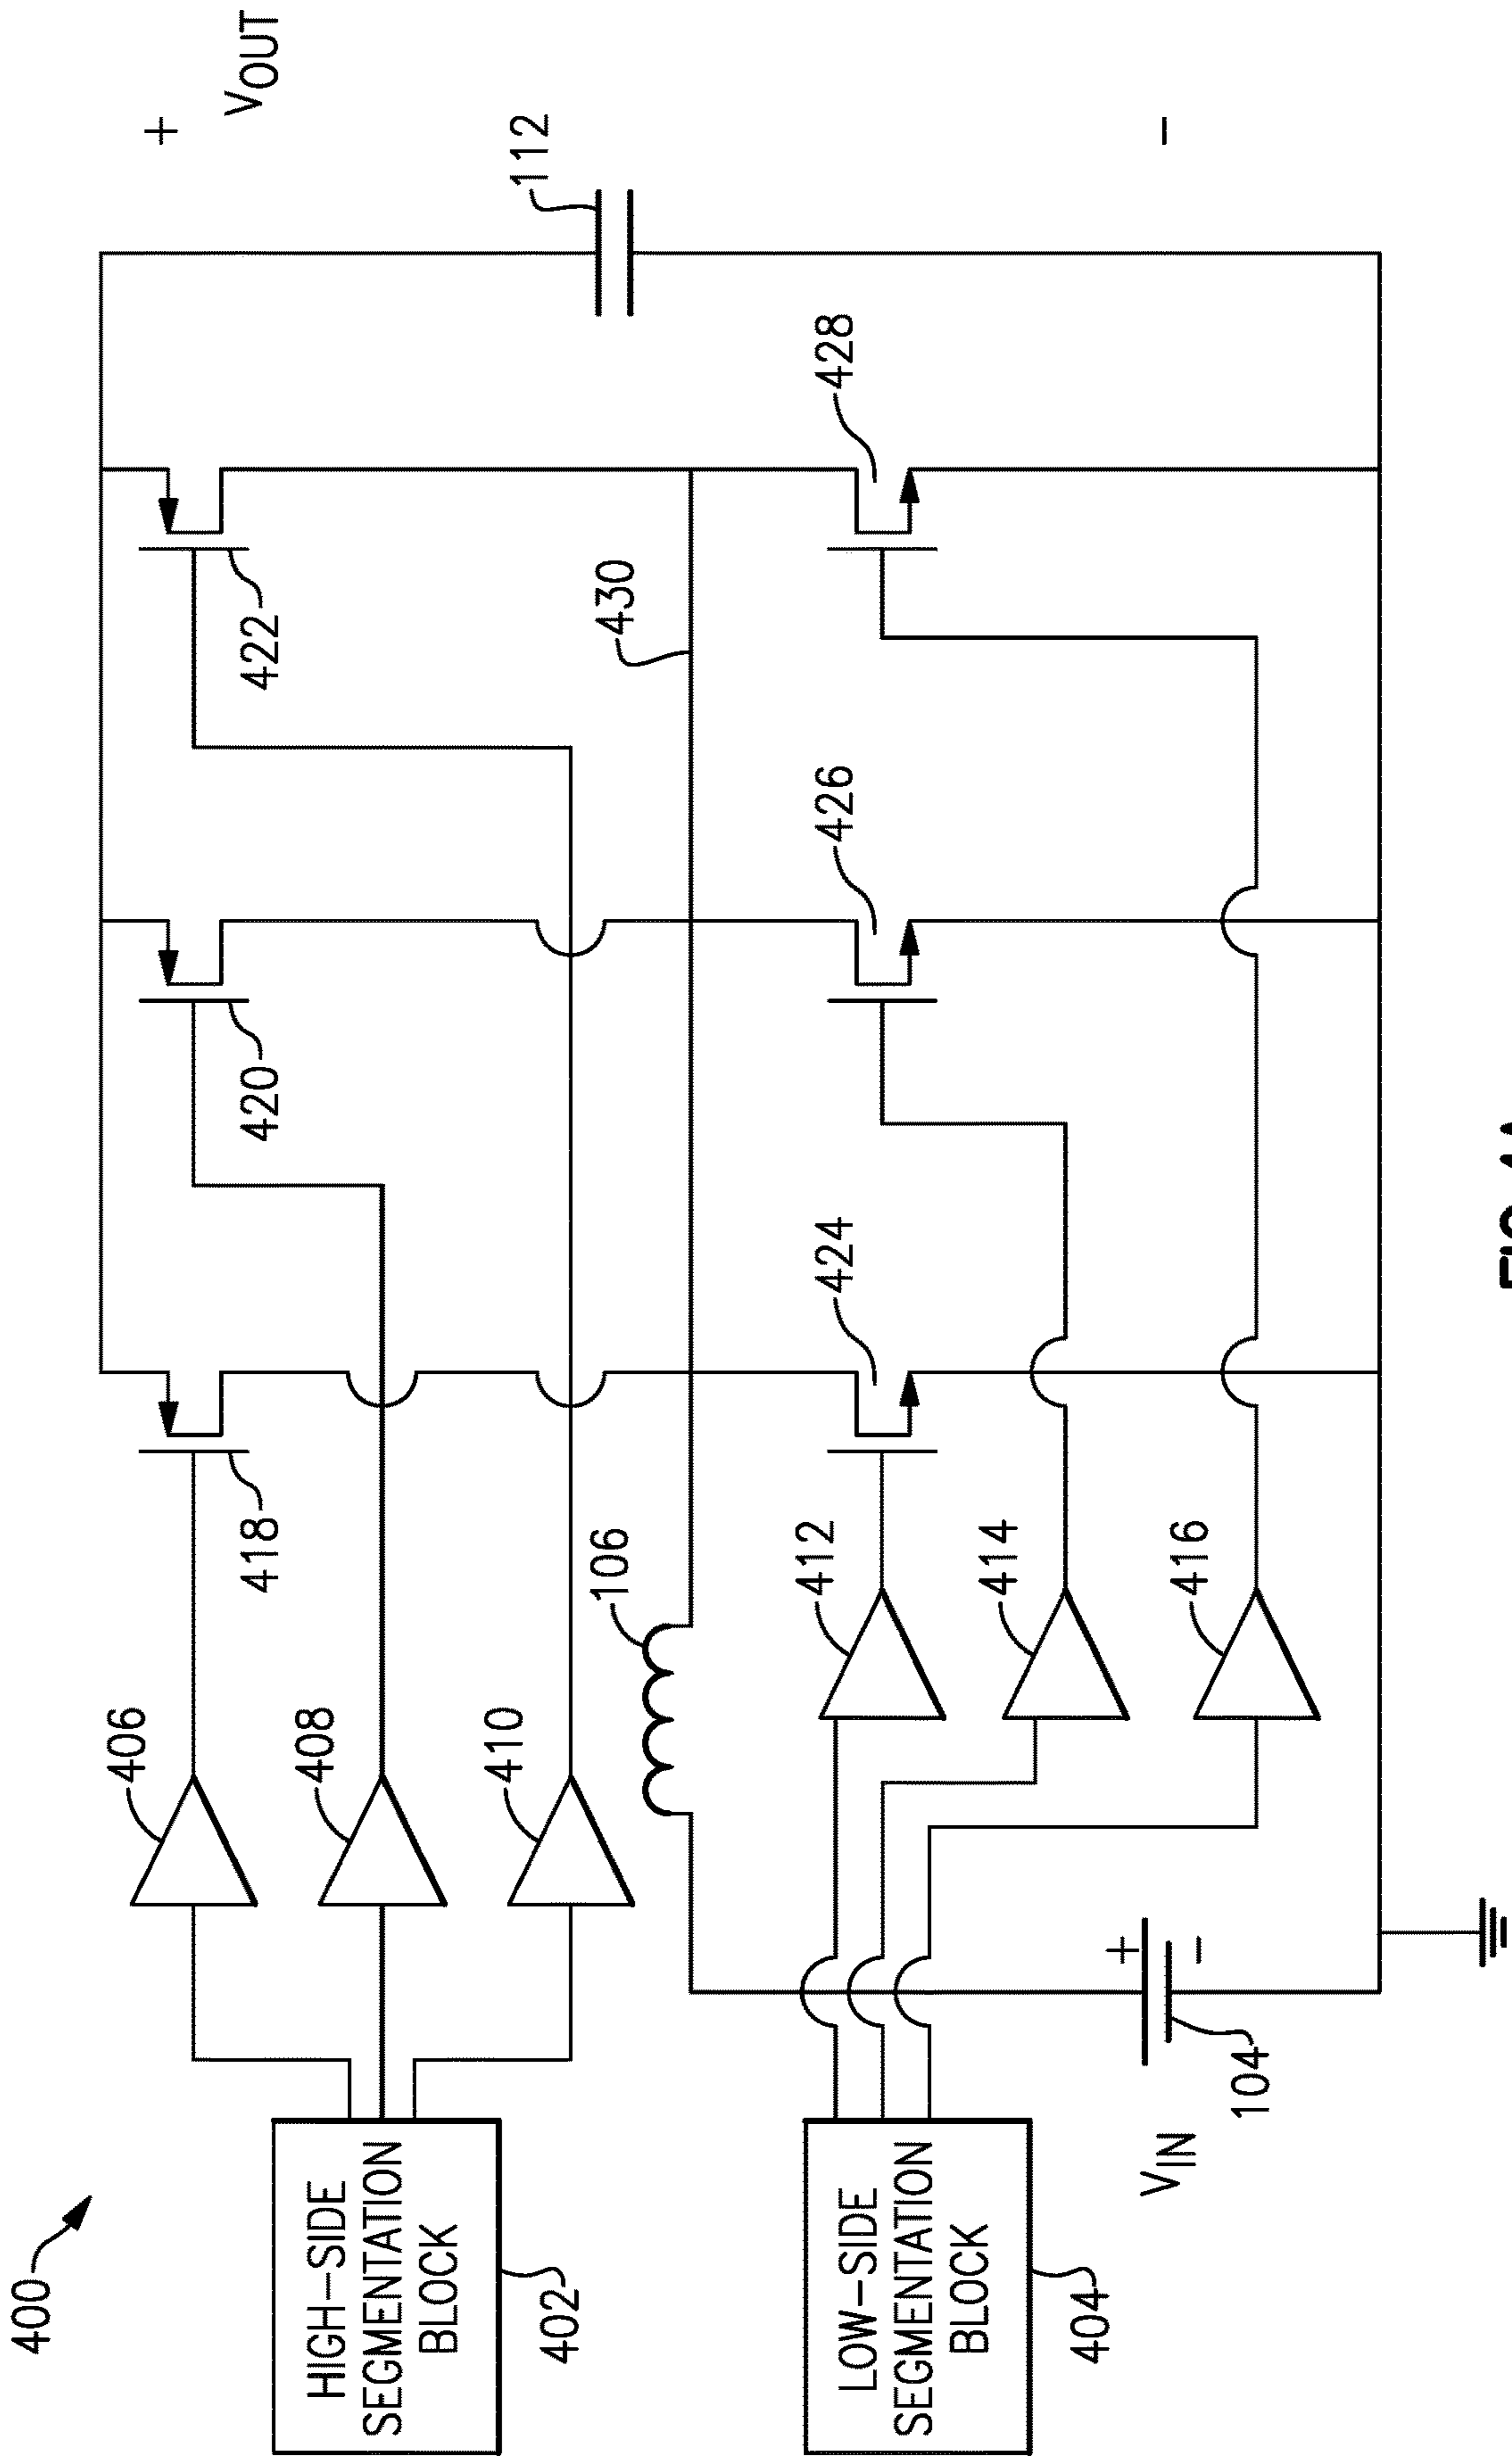 400
HIGH-SIDE
SEGMENTATION
BLOCK
402
406
408
410
418
420
422
106
430
112
+
VOUT
-
LOW-SIDE
SEGMENTATION
BLOCK
404
412
414
416
424
426
428
VIN
+
-
104